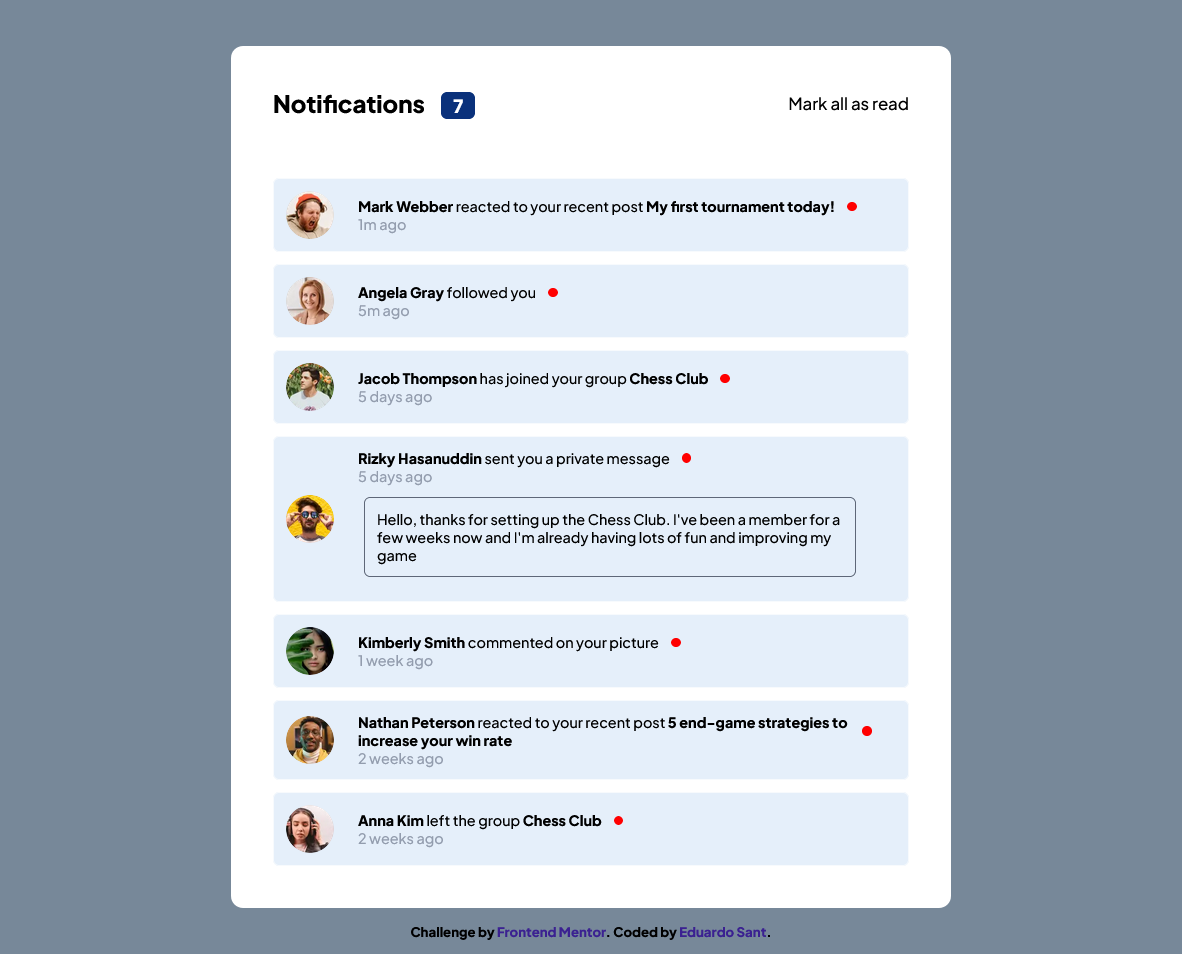 Notifications 7 Mark all as read
Mark Webber reacted to your recent post My first tournament today!
1m ago
Angela Gray followed you
5m ago
Jacob Thompson has joined your group Chess Club
5 days ago
Rizky Hasanuddin sent you a private message
5 days ago
Hello, thanks for setting up the Chess Club. I've been a member for a
few weeks now and I'm already having lots of fun and improving my
game
Kimberly Smith commented on your picture
1 week ago
Nathan Peterson reacted to your recent post 5 end-game strategies to
increase your win rate
2 weeks ago
Anna Kim left the group Chess Club
2 weeks ago
Challenge by Frontend Mentor. Coded by Eduardo Sant.